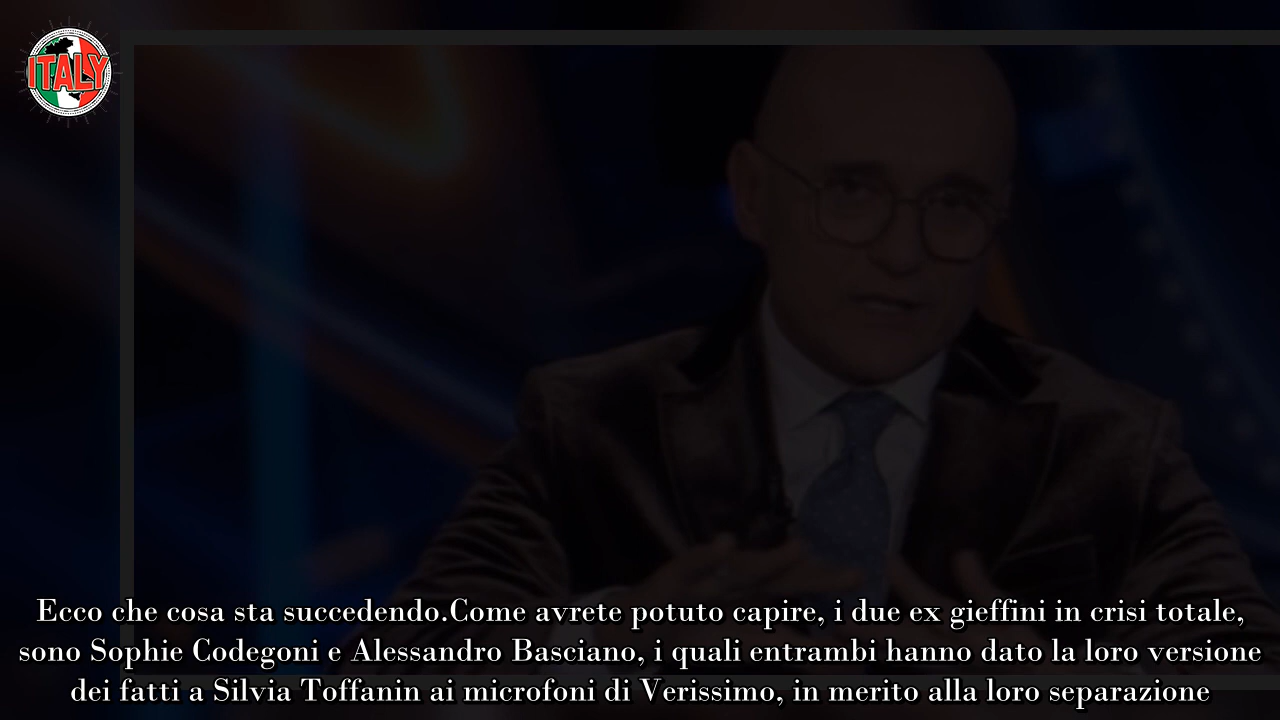 ITALY
Ecco che cosa sta succedendo.Come avrete potuto capire, i due ex gieffini in crisi totale,
sono Sophie Codegoni e Alessandro Basciano, i quali entrambi hanno dato la loro versione
dei fatti a Silvia Toffanin ai microfoni di Verissimo, in merito alla loro separazione